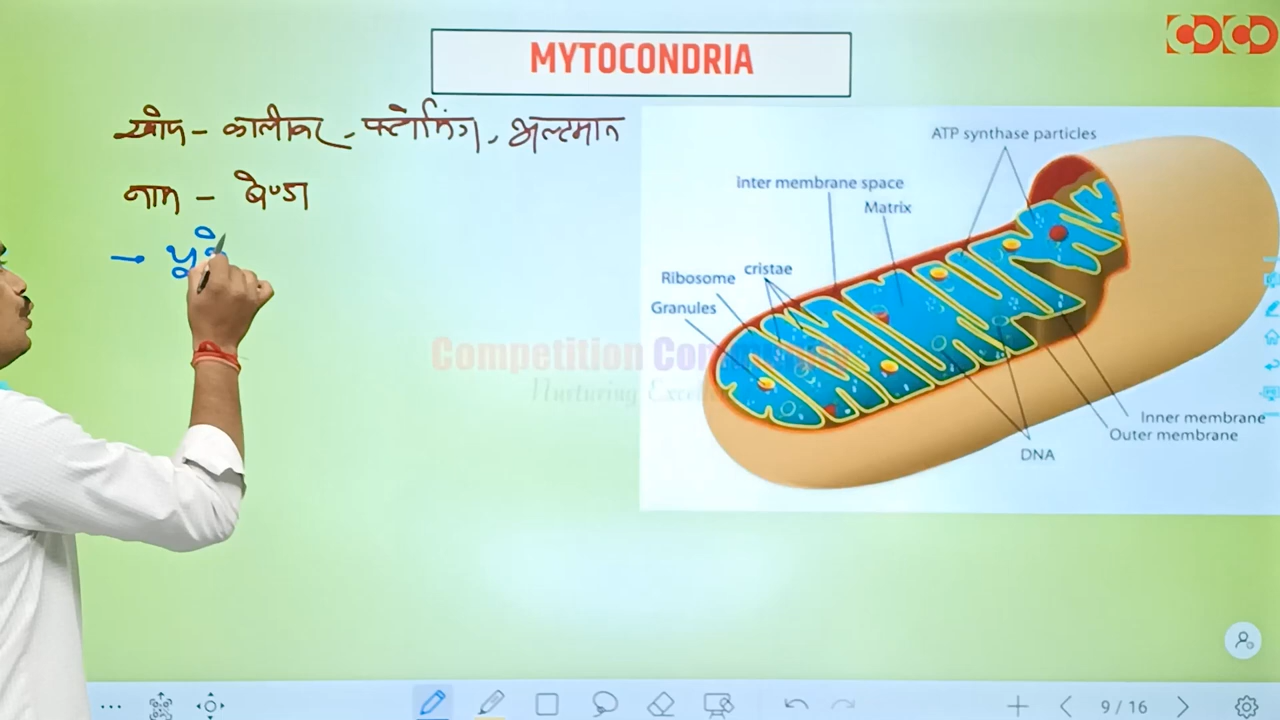 MYTOCONDRIA
खोज - कालीकर, फ्लेमिंग, अल्टमान
नाम - बेण्डा
ATP synthase particles
Inter membrane space
Matrix
Ribosome
cristae
Granules
Competition
Nurturing
Inner membrane
Outer membrane
DNA
9 / 16